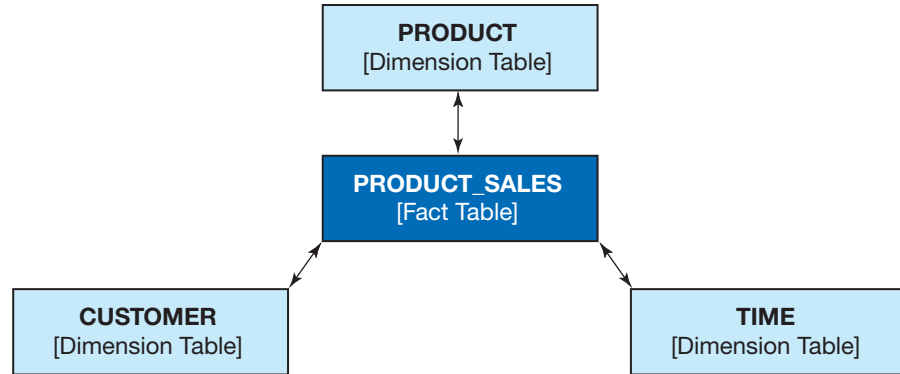 PRODUCT
[Dimension Table]
PRODUCT_SALES
[Fact Table]
CUSTOMER
[Dimension Table]
TIME
[Dimension Table]